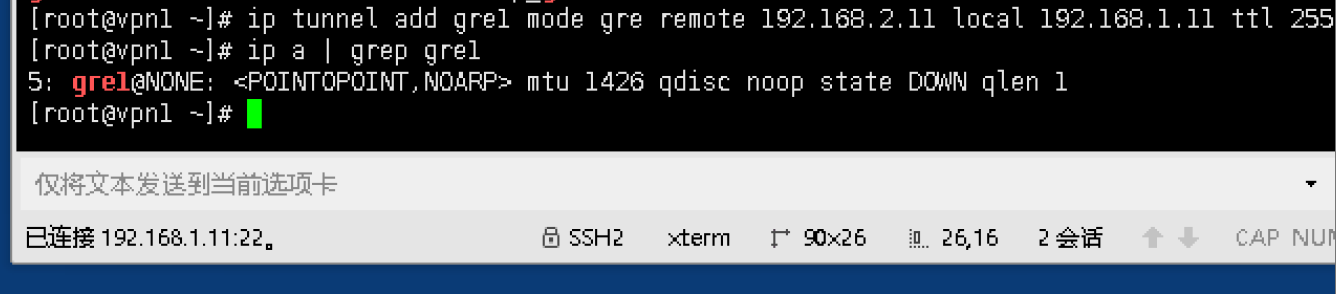 [root@vpn1 ~]# ip tunnel add gre1 mode gre remote 192.168.2.11 local 192.168.1.11 ttl 255
[root@vpn1 ~]# ip a | grep gre1
5: gre1@NONE: <POINTOPOINT,NOARP> mtu 1426 qdisc noop state DOWN qlen 1
[root@vpn1 ~]#
仅将文本发送到当前选项卡
已连接 192.168.1.11:22。 SSH2 xterm 90x26 26,16 2 会话 CAP NUM